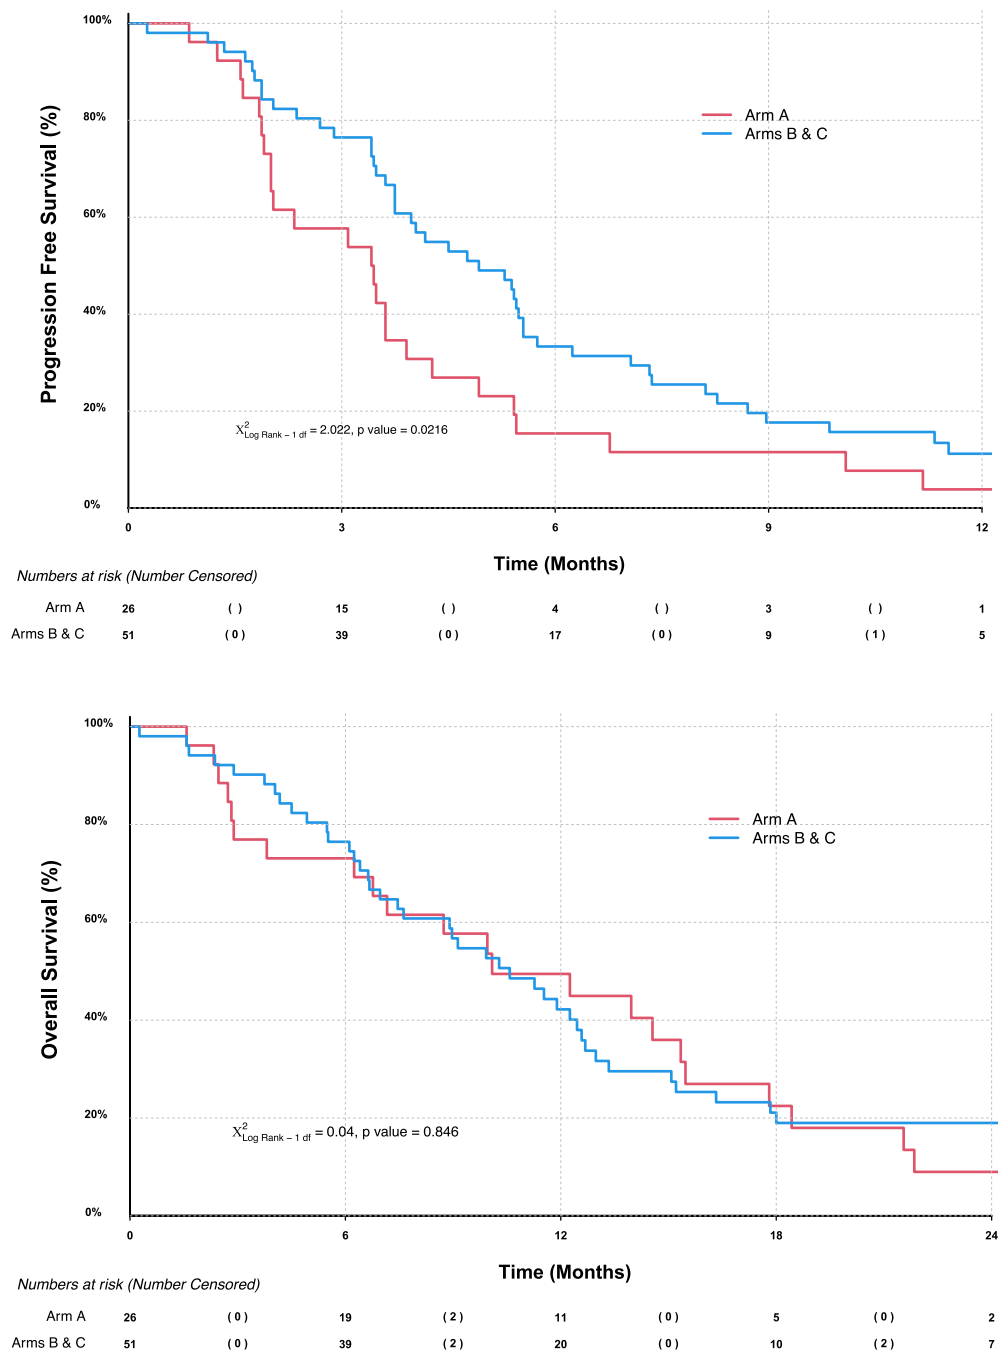 100%
80%
60%
40%
20%
0%
Progression Free Survival (%)
Arm A
Arms B & C
X2Log Rank − 1 df = 2.022, p value = 0.0216
0 3 6 9 12
Time (Months)
Numbers at risk (Number Censored)
Arm A 26 ( ) 15 ( ) 4 ( ) 3 ( ) 1
Arms B & C 51 ( 0 ) 39 ( 0 ) 17 ( 0 ) 9 ( 1 ) 5
100%
80%
60%
40%
20%
0%
Overall Survival (%)
Arm A
Arms B & C
X2Log Rank − 1 df = 0.04, p value = 0.846
0 6 12 18 24
Time (Months)
Numbers at risk (Number Censored)
Arm A 26 ( 0 ) 19 ( 2 ) 11 ( 0 ) 5 ( 0 ) 2
Arms B & C 51 ( 0 ) 39 ( 2 ) 20 ( 0 ) 10 ( 2 ) 7